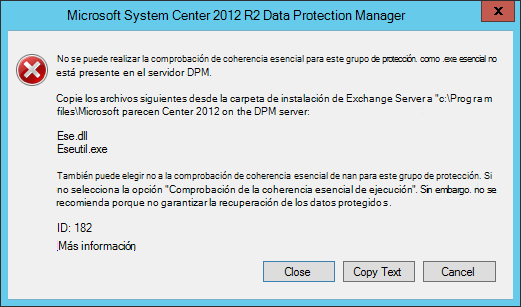 Microsoft System Center 2012 R2 Data Protection Manager
x
No se puede realizar la comprobación de coherencia esencial para este grupo de protección. como .exe esencial no
está presente en el servidor DPM.
Copie los archivos siguientes desde la carpeta de instalación de Exchange Server a "c:\Program
files\Microsoft parecen Center 2012 on the DPM server:
Ese.dll
Eseutil.exe
También puede elegir no a la comprobación de coherencia esencial de nan para este grupo de protección. Si
no selecciona la opción "Comprobación de la coherencia esencial de ejecución". Sin embargo. no se
recomienda porque no garantizar la recuperación de los datos protegidos.
ID: 182
Más información
Close Copy Text Cancel